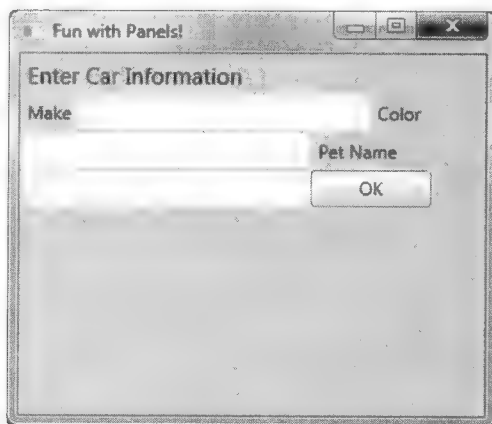 Fun with Panels!
Enter Car Information
Make Color
Pet Name
OK